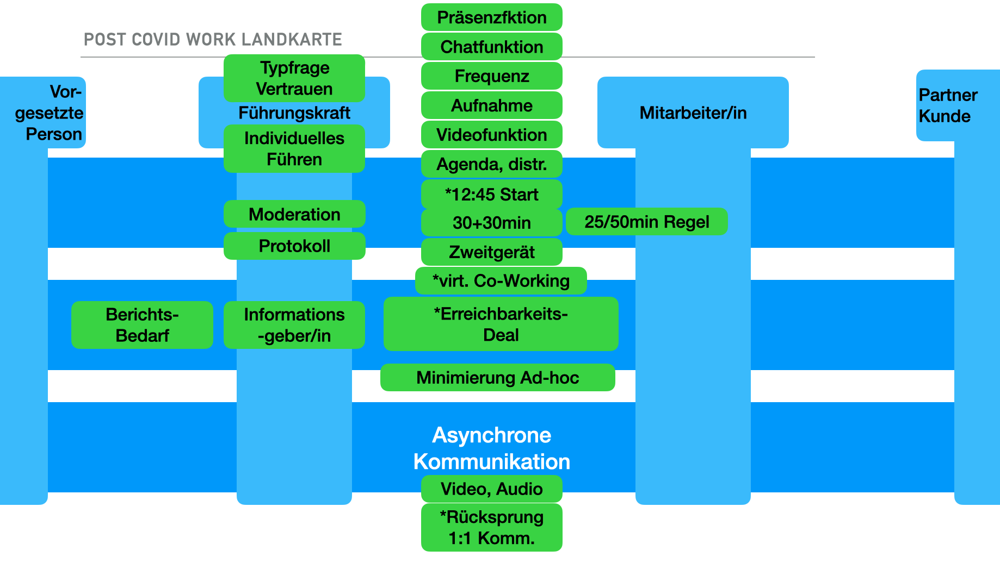 POST COVID WORK LANDKARTE
Vor-
gesetzte
Person
Typfrage
Vertrauen
Führungskraft
Individuelles
Führen
Moderation
Protokoll
Berichts-
Bedarf
Informations
-geber/in
Präsenzfktion
Chatfunktion
Frequenz
Aufnahme
Videofunktion
Agenda, distr.
*12:45 Start
30+30min
25/50min Regel
Zweitgerät
*virt. Co-Working
*Erreichbarkeits-
Deal
Minimierung Ad-hoc
Asynchrone
Kommunikation
Video, Audio
*Rücksprung
1:1 Komm.
Mitarbeiter/in
Partner
Kunde